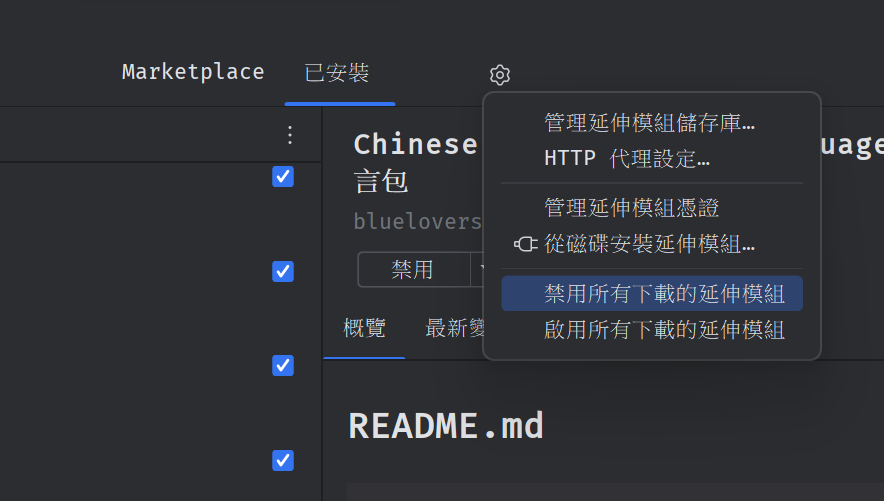 Marketplace
已安裝
管理延伸模組儲存庫…
HTTP 代理設定…
管理延伸模組憑證
從磁碟安裝延伸模組…
禁用所有下載的延伸模組
啟用所有下載的延伸模組
Chinese
言包
bluelovers
禁用
概覽
最新變
README.md